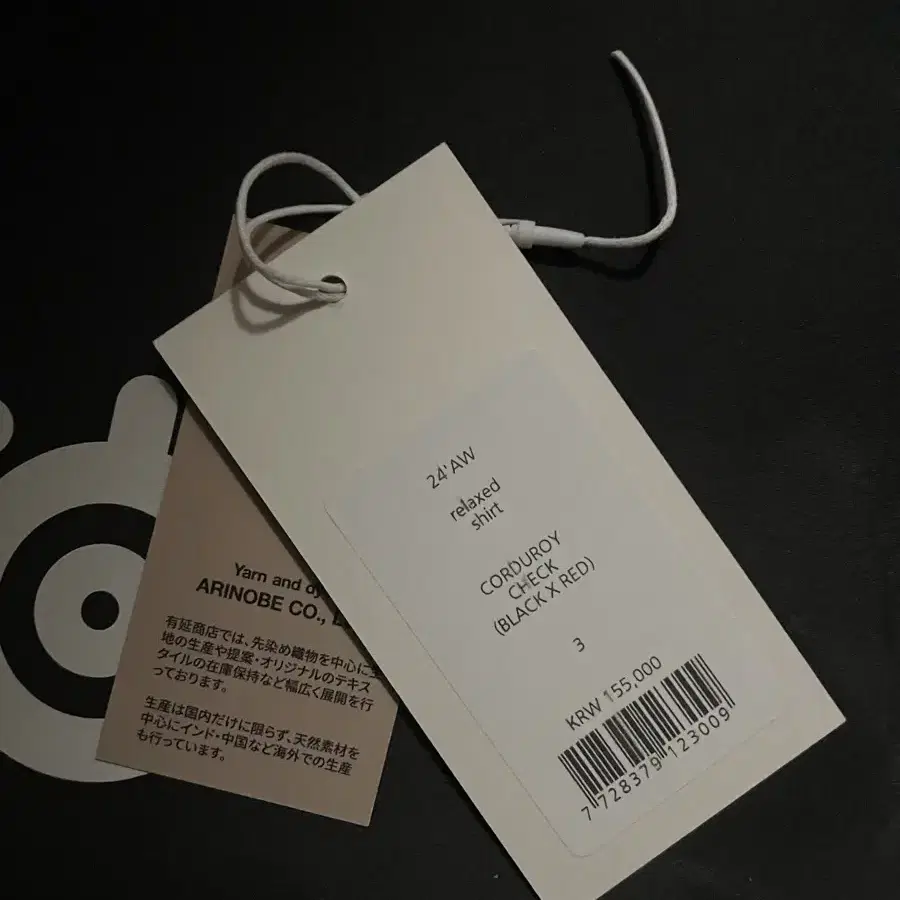 24'AW
relaxed
shirt
CORDUROY
CHECK
(BLACK X RED)
3
KRW 155,000
7 728379 123009
Yarn and
ARINOBE CO.,
有延商店では、先染め織物を中心に
地の生産や提案・オリジナルのテキス
タイルの在庫保持など幅広く展開を行
っております。
生産は国内だけに限らず、天然素材を
中心にインド・中国など海外での生産
も行っています。